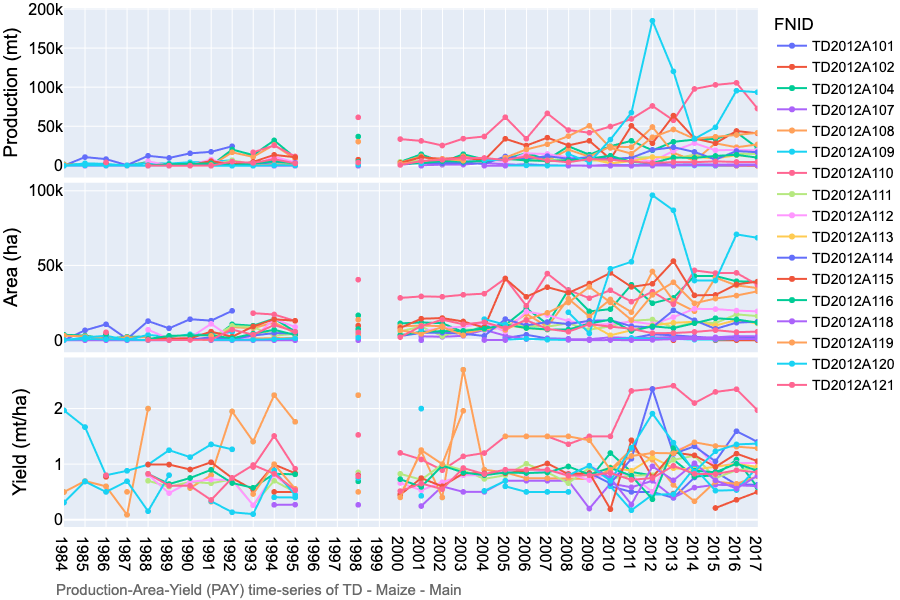 Production (mt)
200k
150k
100k
50k
0
Area (ha)
100k
50k
0
Yield (mt/ha)
2
1
0
1984
1985
1986
1987
1988
1989
1990
1991
1992
1993
1994
1995
1996
1997
1998
1999
2000
2001
2002
2003
2004
2005
2006
2007
2008
2009
2010
2011
2012
2013
2014
2015
2016
2017
Production-Area-Yield (PAY) time-series of TD - Maize - Main
FNID
TD2012A101
TD2012A102
TD2012A104
TD2012A107
TD2012A108
TD2012A109
TD2012A110
TD2012A111
TD2012A112
TD2012A113
TD2012A114
TD2012A115
TD2012A116
TD2012A118
TD2012A119
TD2012A120
TD2012A121